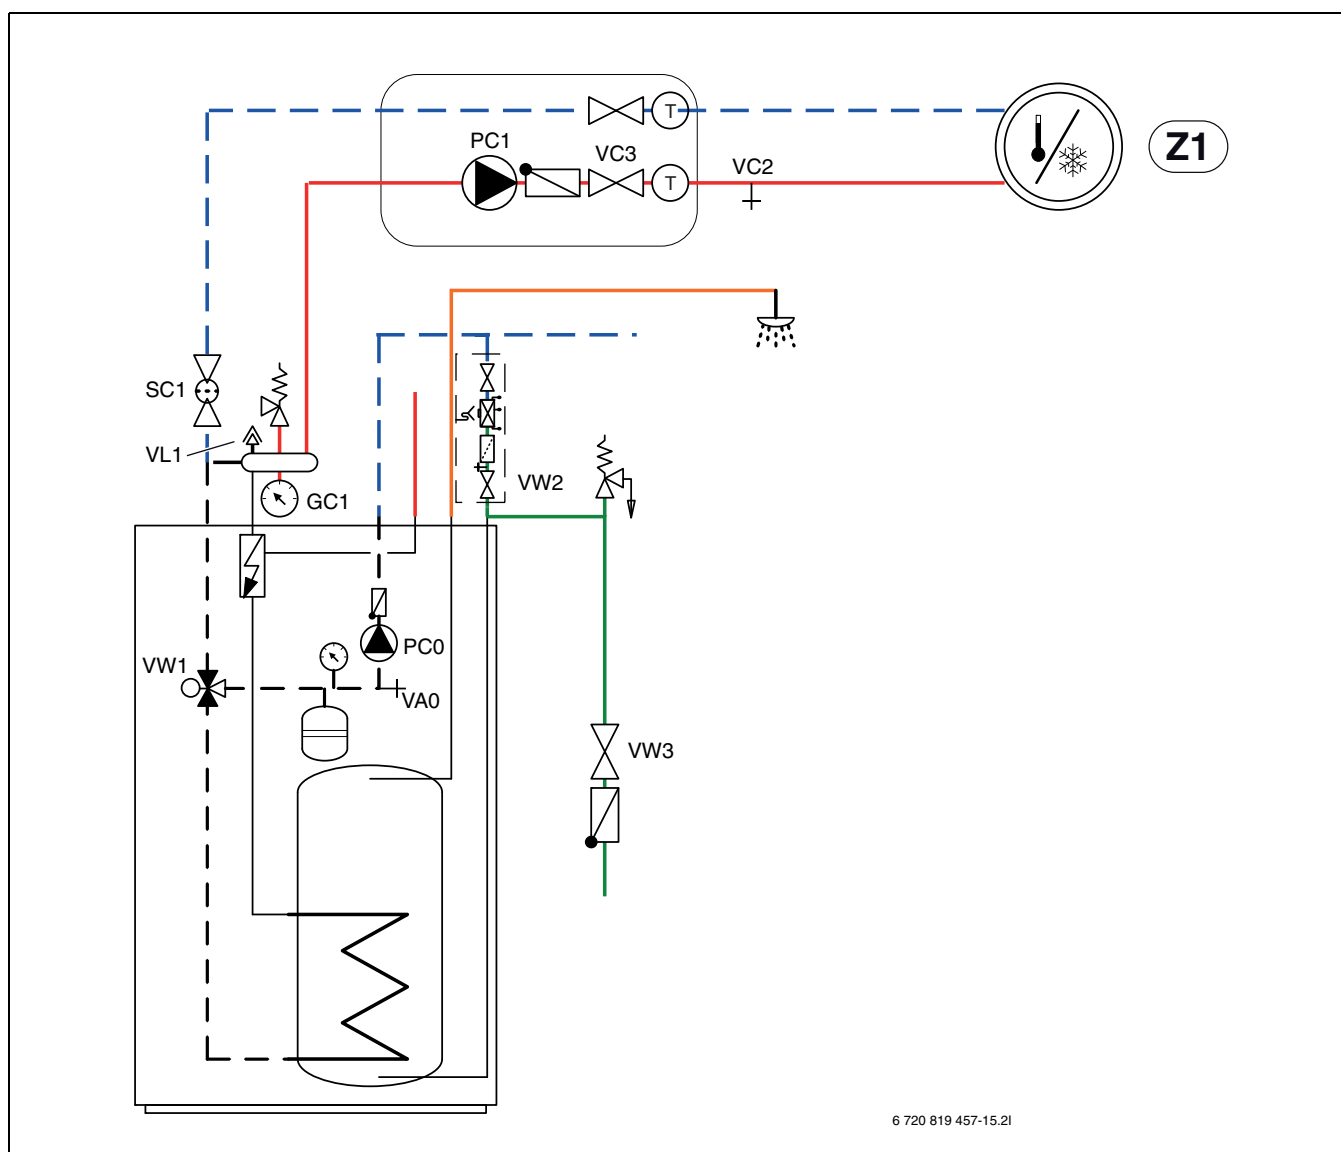 T
PC1
VC3
T
VC2
Z1
SC1
VL1
GC1
VW2
PC0
VW1
VA0
VW3
6 720 819 457-15.2I